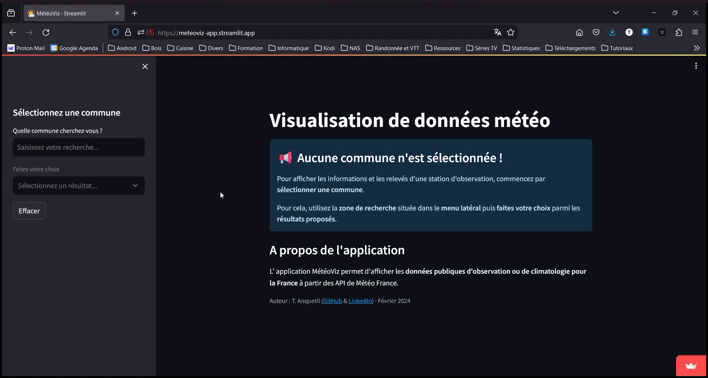 MétéoViz · Streamlit
https://meteoviz-app.streamlit.app
Proton Mail
Google Agenda
Android
Bois
Cuisine
Divers
Formation
Informatique
Kodi
NAS
Randonnée et VTT
Ressources
Séries TV
Statistiques
Téléchargements
Tutoriaux
Sélectionnez une commune
Quelle commune cherchez-vous ?
Saisissez votre recherche...
Faites votre choix
Sélectionnez un résultat...
Effacer
Visualisation de données météo
Aucune commune n'est sélectionnée !
Pour afficher les informations et les relevés d'une station d'observation, commencez par
sélectionner une commune.
Pour cela, utilisez la zone de recherche située dans le menu latéral puis faites votre choix parmi les
résultats proposés.
A propos de l'application
L' application MétéoViz permet d'afficher les données publiques d'observation ou de climatologie pour
la France à partir des API de Météo France.
Auteur : T. Anquetil (GitHub & LinkedIn) · Février 2024